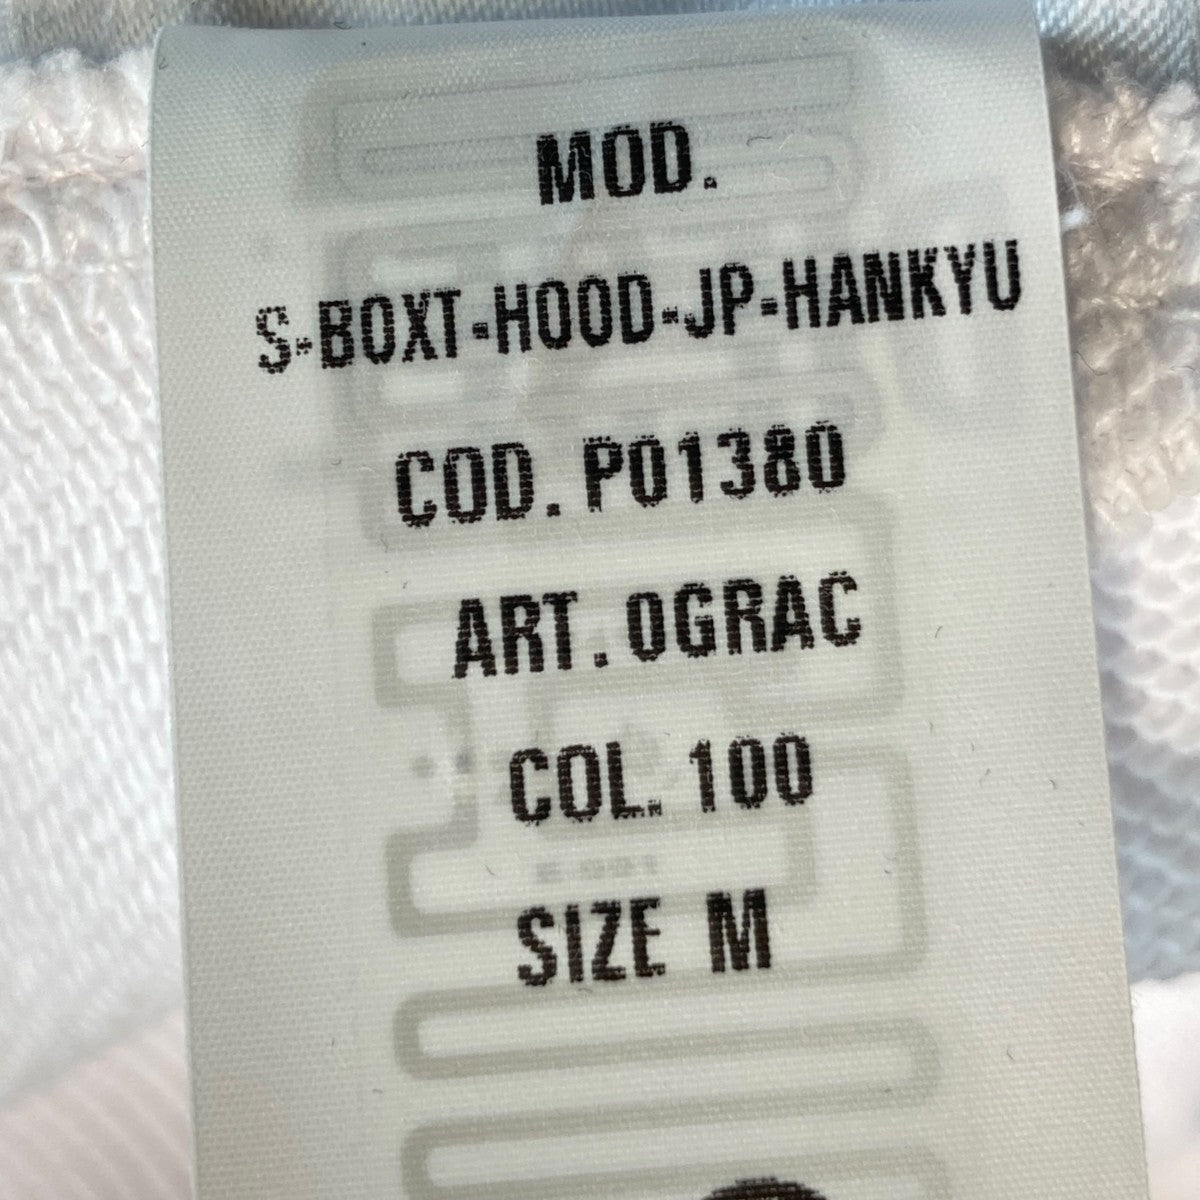 MOD.
S-BOXT-HOOD-JP-HANKYU
COD. P01380
ART. 0GRAC
COL. 100
SIZE M